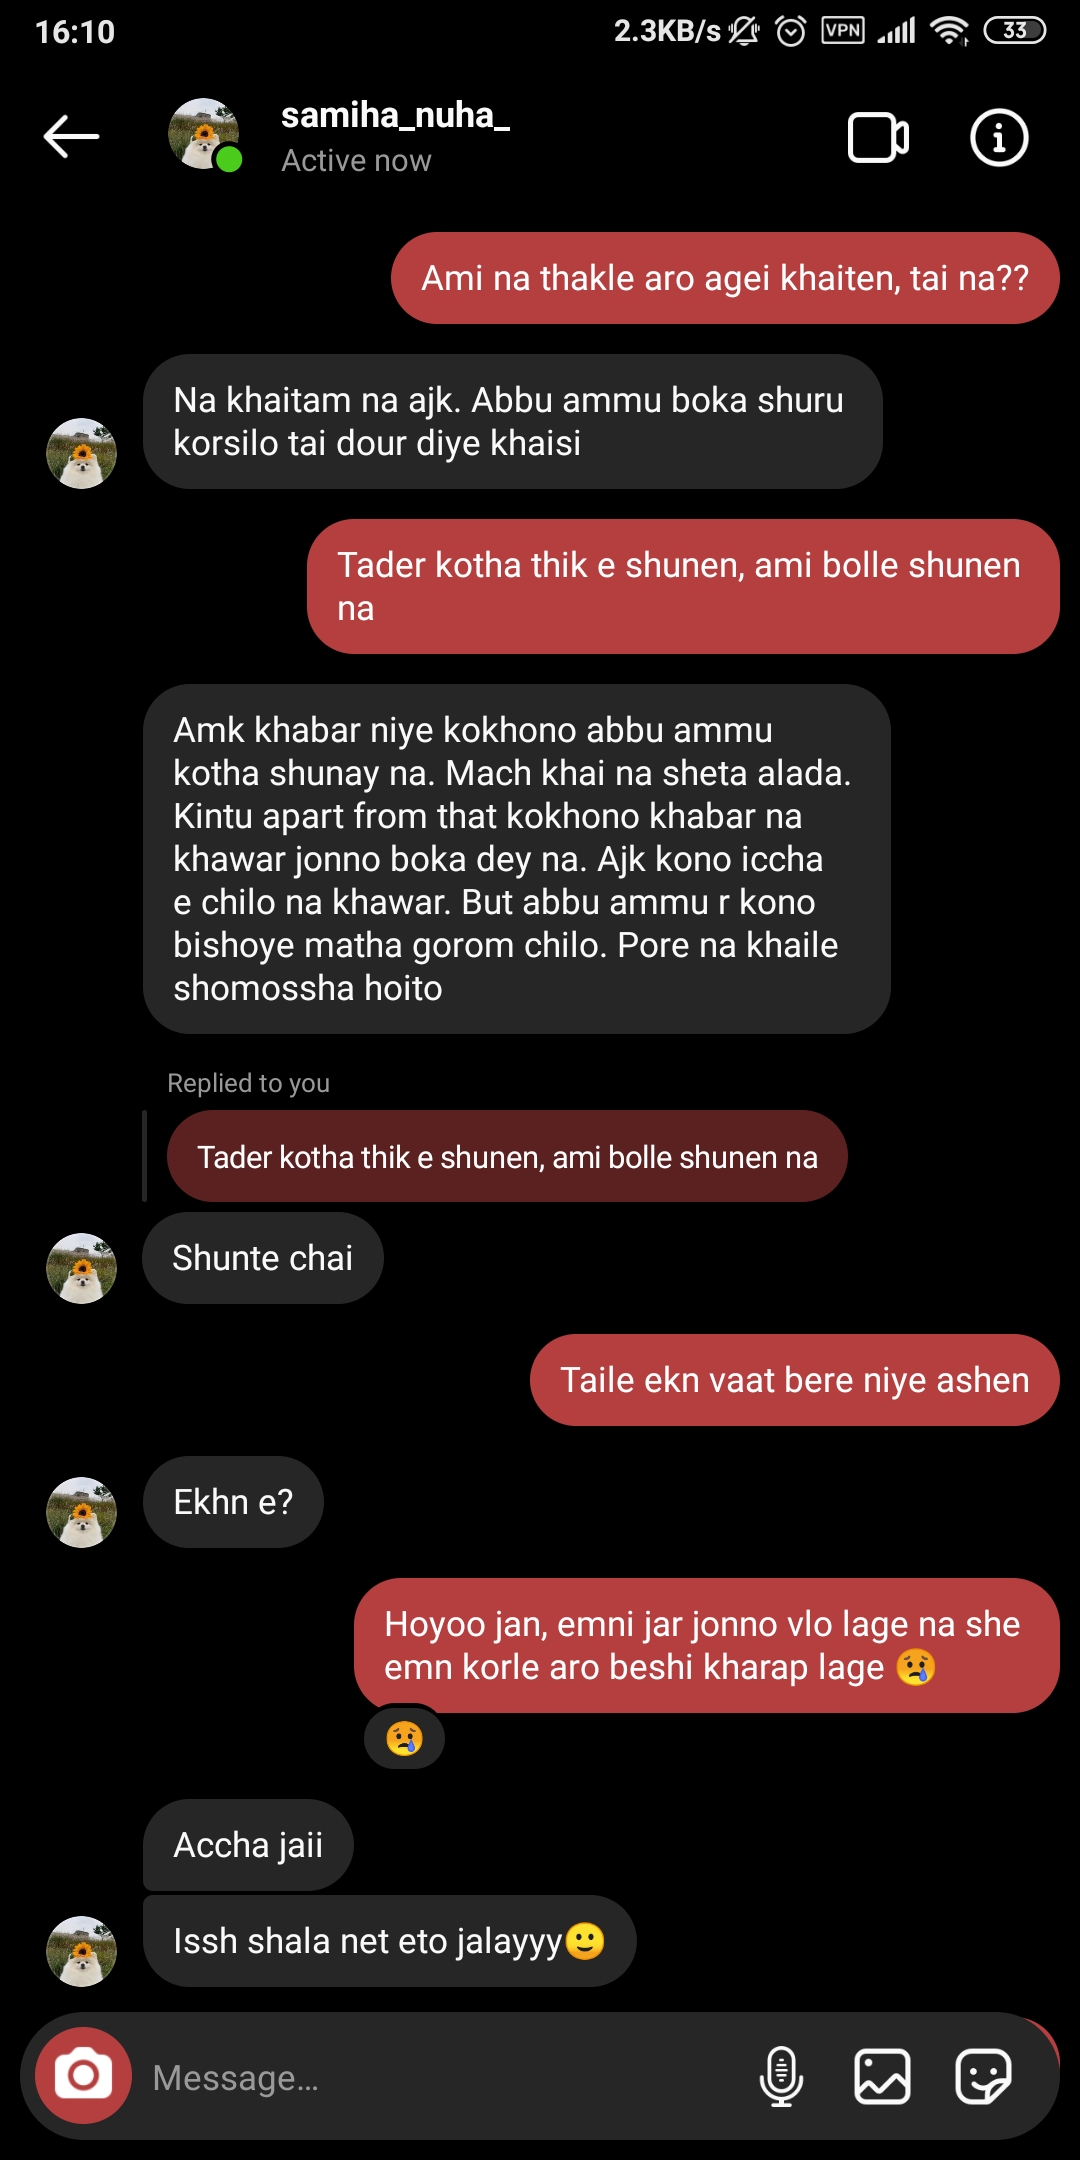 16:10 2.3KB/s VPN 33
samiha_nuha_
Active now
Ami na thakle aro agei khaiten, tai na??
Na khaitam na ajk. Abbu ammu boka shuru
korsilo tai dour diye khaisi
Tader kotha thik e shunen, ami bolle shunen
na
Amk khabar niye kokhono abbu ammu
kotha shunay na. Mach khai na sheta alada.
Kintu apart from that kokhono khabar na
khawar jonno boka dey na. Ajk kono iccha
e chilo na khawar. But abbu ammu r kono
bishoye matha gorom chilo. Pore na khaile
shomossha hoito
Replied to you
Tader kotha thik e shunen, ami bolle shunen na
Shunte chai
Taile ekn vaat bere niye ashen
Ekhn e?
Hoyoo jan, emni jar jonno vlo lage na she
emn korle aro beshi kharap lage 😢
😢
Accha jaii
Issh shala net eto jalayyy🙂
Message...